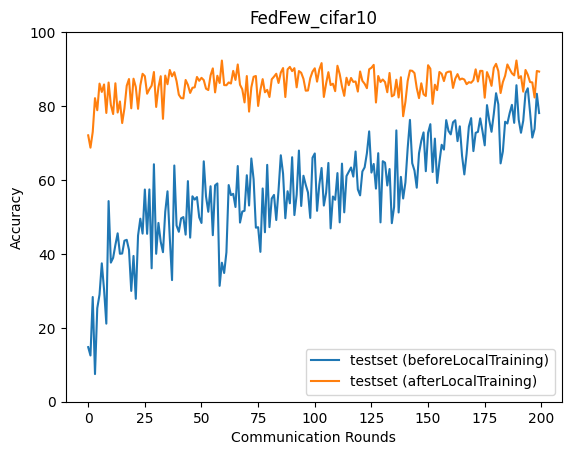 FedFew_cifar10
Accuracy
100
80
60
40
20
0
0 25 50 75 100 125 150 175 200
Communication Rounds
testset (beforeLocalTraining)
testset (afterLocalTraining)